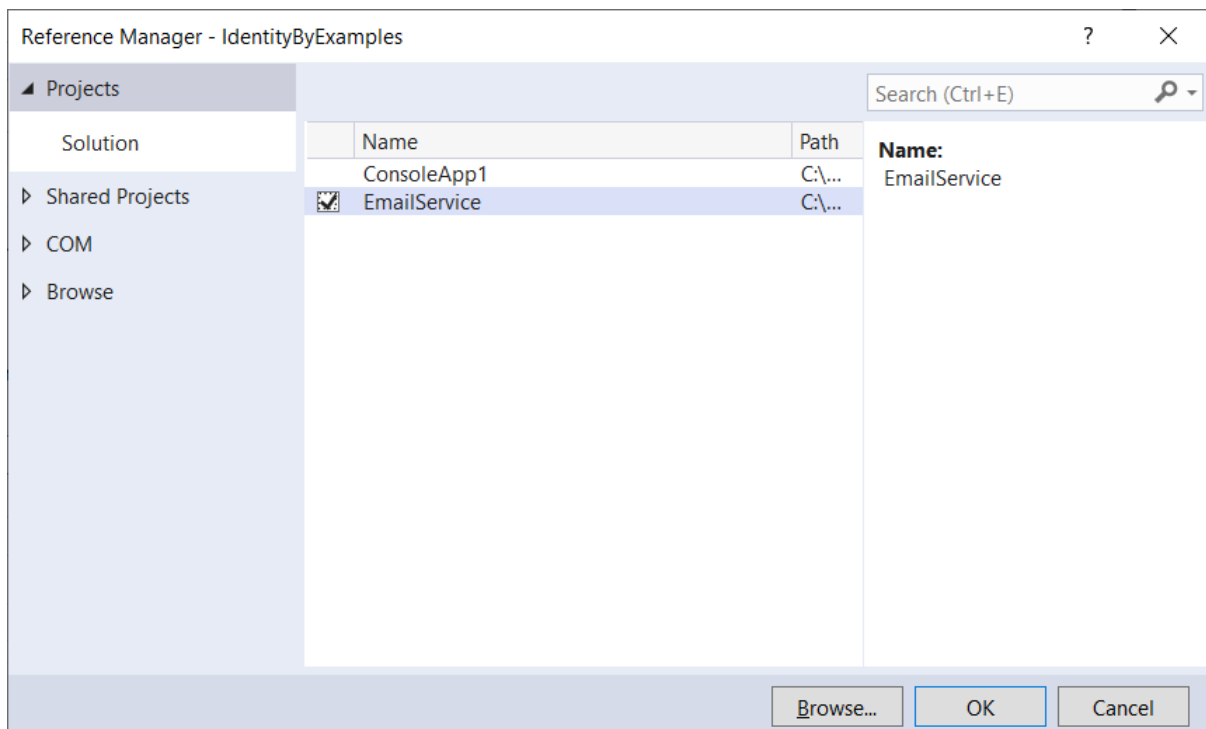 Reference Manager - IdentityByExamples ?
Projects
Solution
Shared Projects
COM
Browse
Name Path
ConsoleApp1 C:\...
EmailService C:\...
Search (Ctrl+E)
Name:
EmailService
Browse... OK Cancel